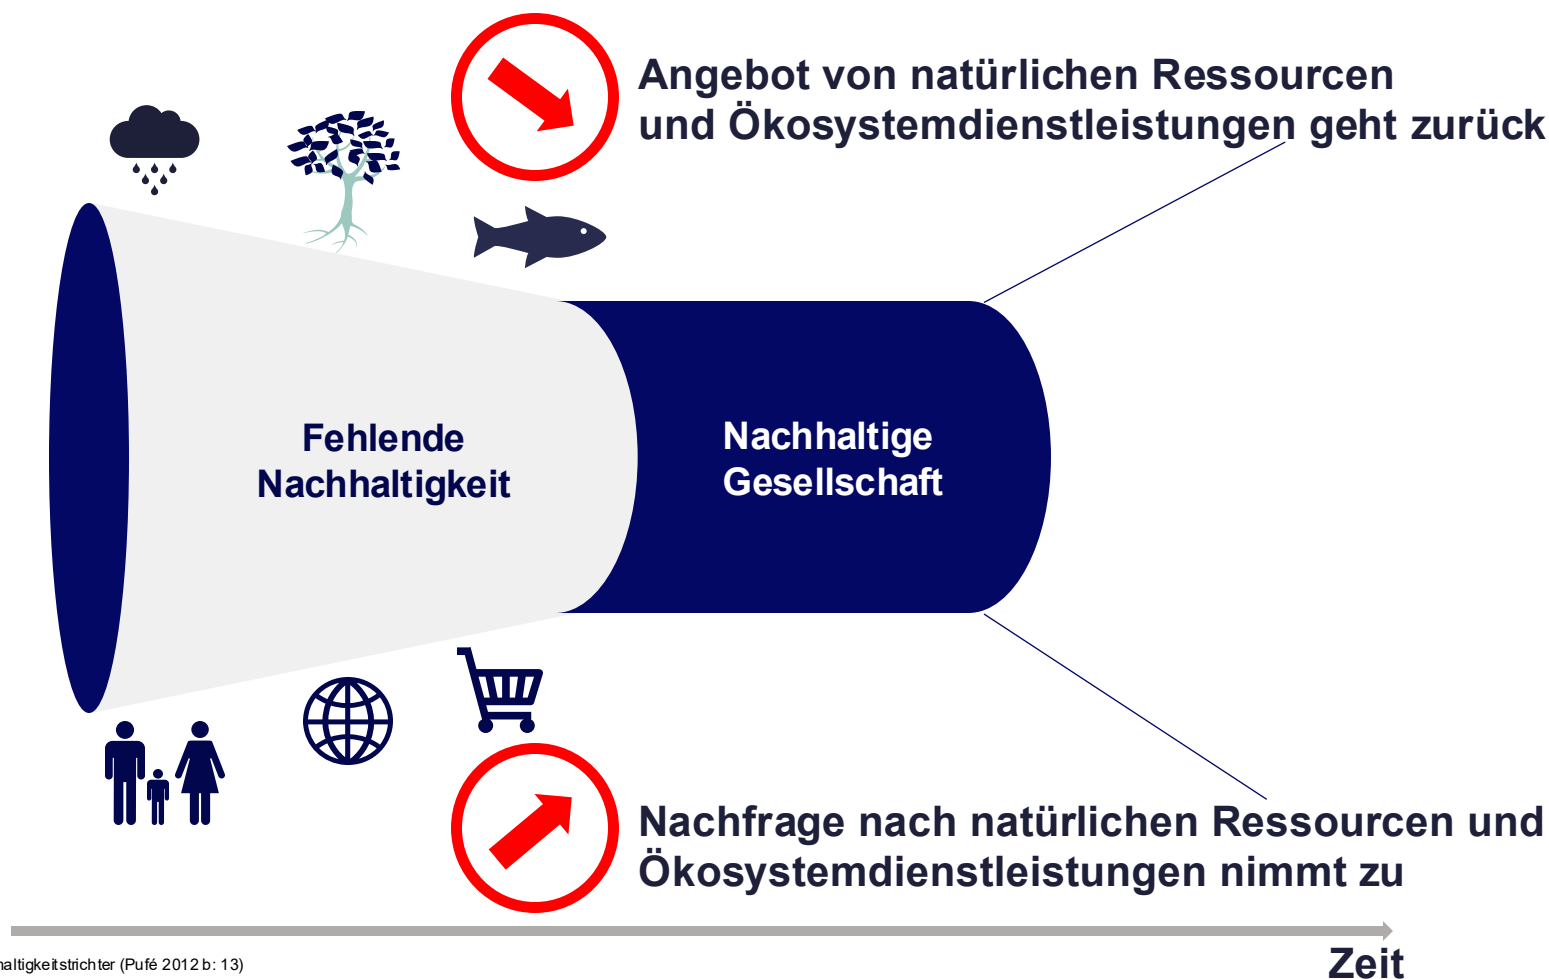 Angebot von natürlichen Ressourcen
und Ökosystemdienstleistungen geht zurück
Fehlende
Nachhaltigkeit
Nachhaltige
Gesellschaft
Nachfrage nach natürlichen Ressourcen und
Ökosystemdienstleistungen nimmt zu
Zeit
haltigkeitstrichter (Pufé 2012 b: 13)